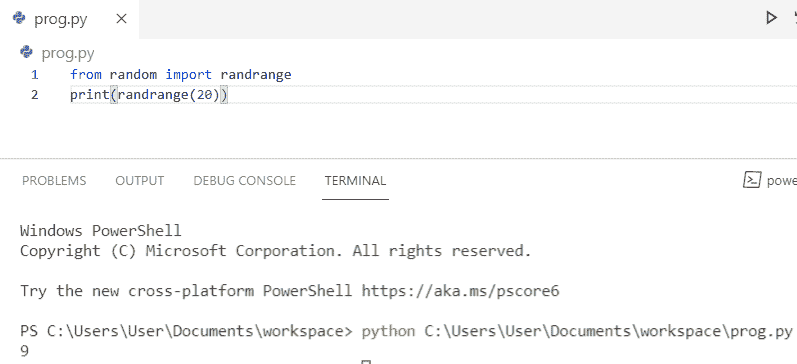 prog.py
prog.py
1 from random import randrange
2 print(randrange(20))
PROBLEMS OUTPUT DEBUG CONSOLE TERMINAL powe
Windows PowerShell
Copyright (C) Microsoft Corporation. All rights reserved.
Try the new cross-platform PowerShell https://aka.ms/pscore6
PS C:\Users\User\Documents\workspace> python C:\Users\User\Documents\workspace\prog.py
9